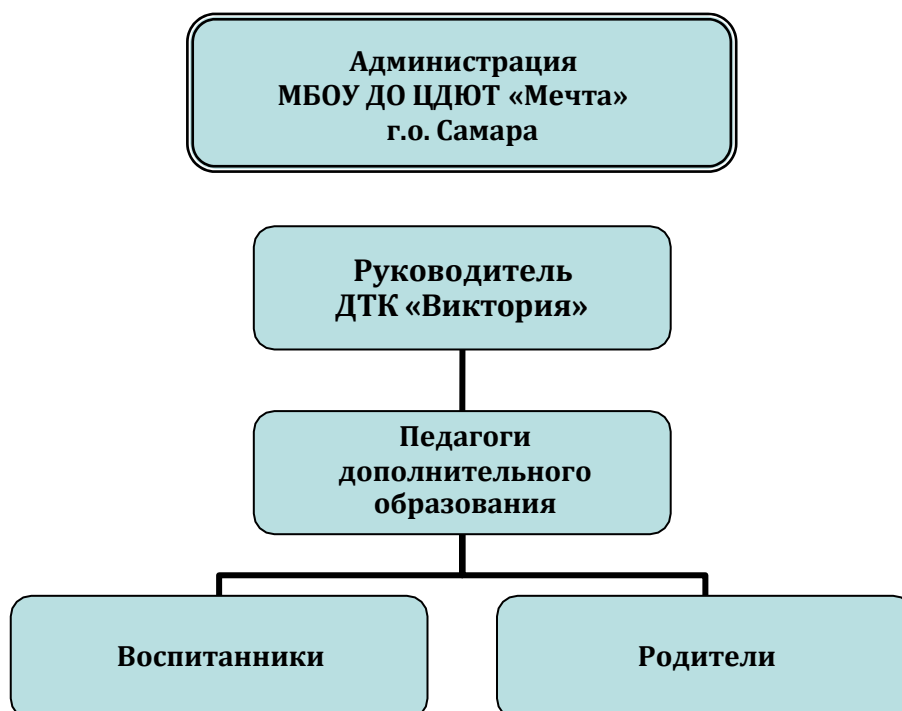 Администрация
МБОУ ДО ЦДЮТ «Мечта»
г.о. Самара
Руководитель
ДТК «Виктория»
Педагоги
дополнительного
образования
Воспитанники
Родители